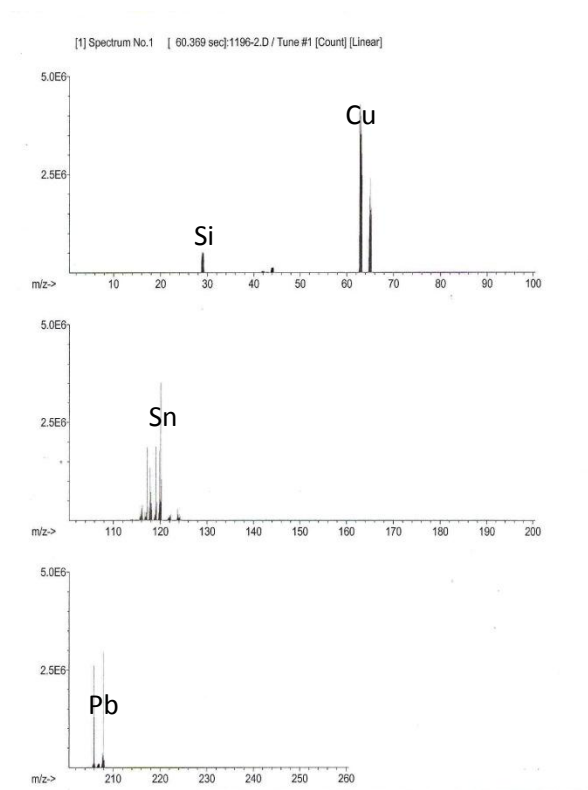 [1] Spectrum No.1 [ 60.369 sec]:1196-2.D / Tune #1 [Count] [Linear]
5.0E6
Cu
2.5E6
Si
m/z-> 10 20 30 40 50 60 70 80 90 100
5.0E6
2.5E6
Sn
m/z-> 110 120 130 140 150 160 170 180 190 200
5.0E6
2.5E6
Pb
m/z-> 210 220 230 240 250 260